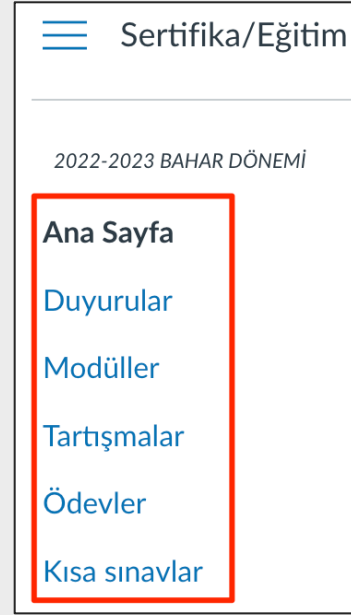 Sertifika/Eğitim
2022-2023 BAHAR DÖNEMİ
Ana Sayfa
Duyurular
Modüller
Tartışmalar
Ödevler
Kısa sınavlar